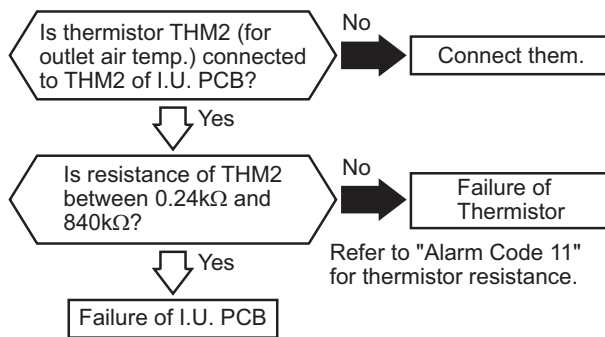 Is thermistor THM2 (for
outlet air temp.) connected
to THM2 of I.U. PCB?
No
Connect them.
Yes
Is resistance of THM2
between 0.24kΩ and
840kΩ?
No
Failure of
Thermistor
Refer to "Alarm Code 11"
for thermistor resistance.
Yes
Failure of I.U. PCB